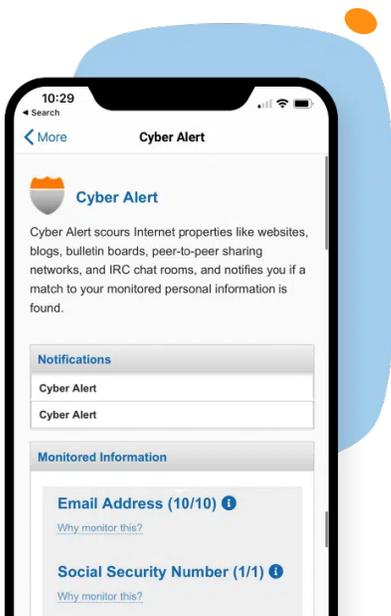 10:29
◀ Search
More
Cyber Alert
Cyber Alert
Cyber Alert scours Internet properties like websites,
blogs, bulletin boards, peer-to-peer sharing
networks, and IRC chat rooms, and notifies you if a
match to your monitored personal information is
found.
Notifications
Cyber Alert
Cyber Alert
Monitored Information
Email Address (10/10)
Why monitor this?
Social Security Number (1/1)
Why monitor this?